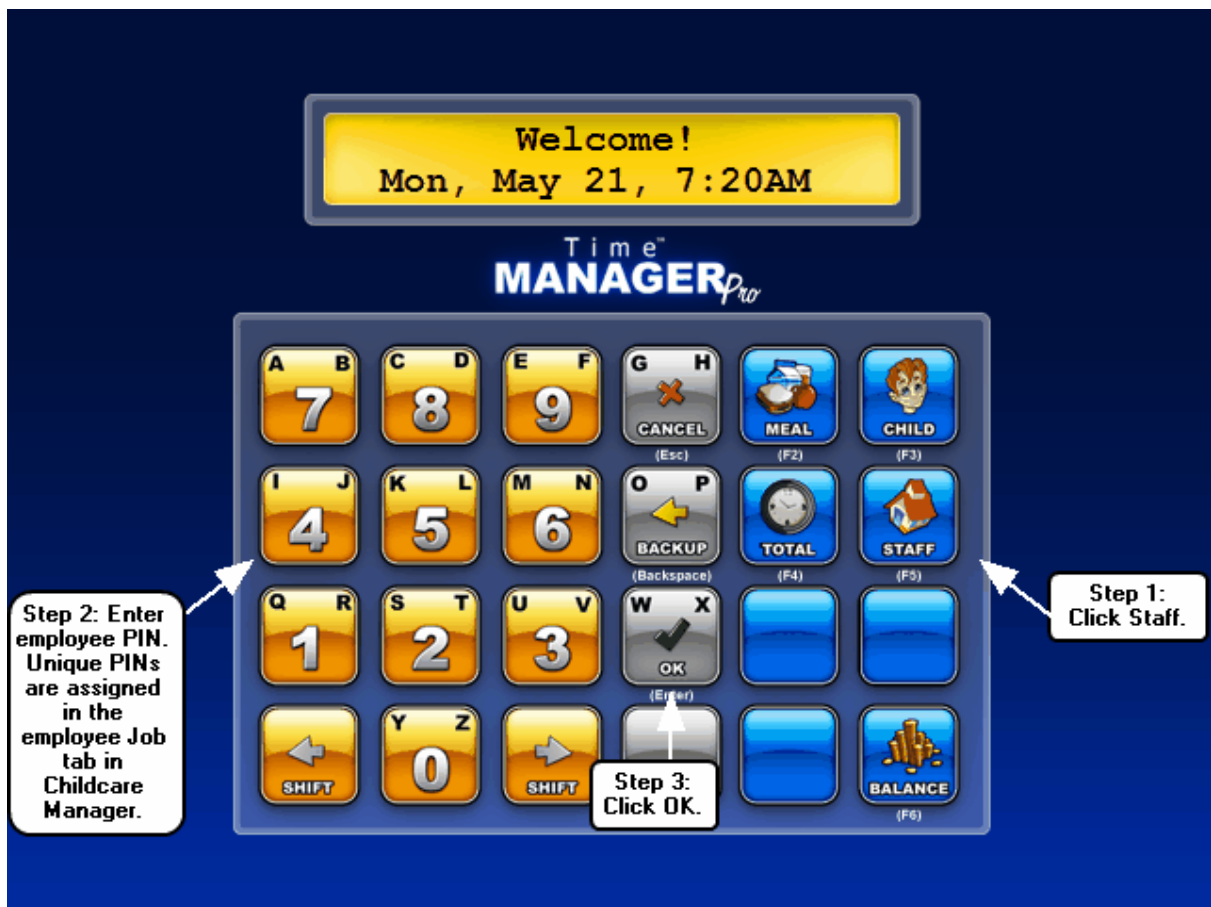 Welcome!
Mon, May 21, 7:20AM
Time™
MANAGERPro
A B C D E F G H
7 8 9 CANCEL MEAL CHILD
(Esc) (F2) (F3)
I J K L M N O P
4 5 6 BACKUP TOTAL STAFF
(Backspace) (F4) (F5)
Q R S T U V W X
1 2 3 OK
(Enter)
Y Z
SHIFT 0 SHIFT BALANCE
(F6)
Step 1:
Click Staff.
Step 2: Enter
employee PIN.
Unique PINs
are assigned
in the
employee Job
tab in
Childcare
Manager.
Step 3:
Click OK.